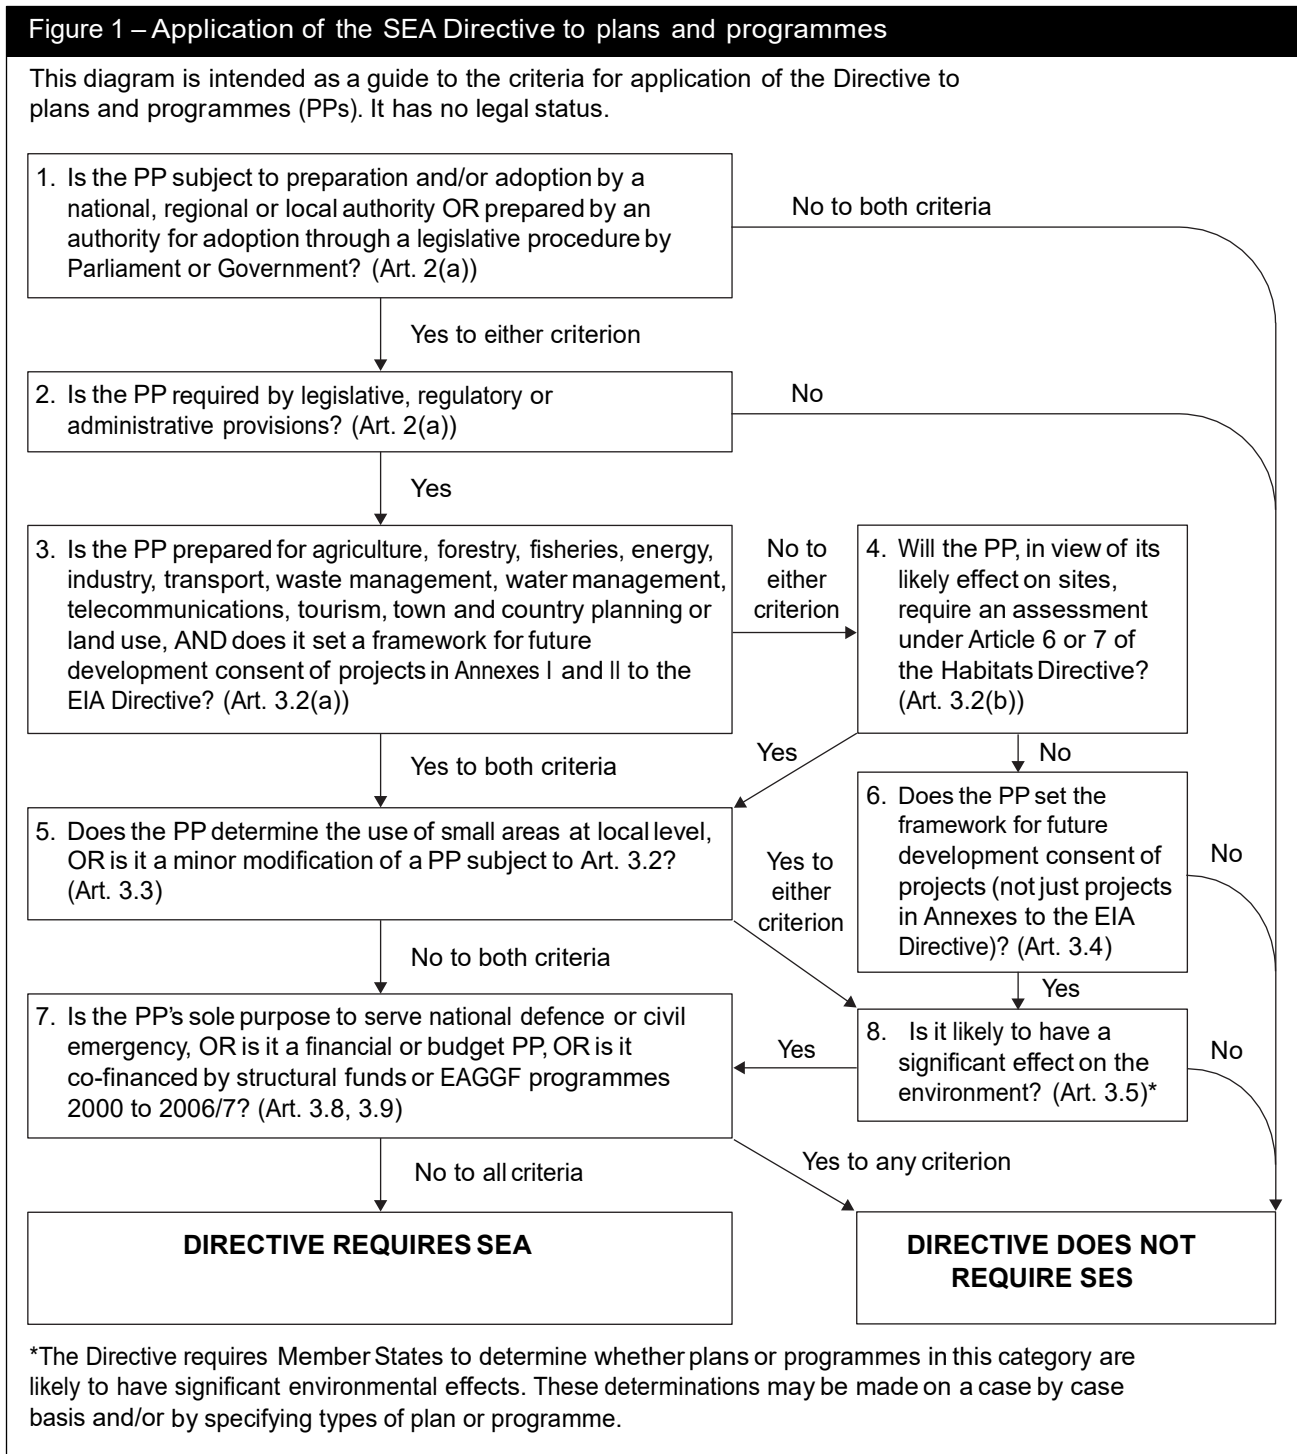 Figure 1 – Application of the SEA Directive to plans and programmes
This diagram is intended as a guide to the criteria for application of the Directive to
plans and programmes (PPs). It has no legal status.
1. Is the PP subject to preparation and/or adoption by a
national, regional or local authority OR prepared by an
authority for adoption through a legislative procedure by
Parliament or Government? (Art. 2(a))
No to both criteria
Yes to either criterion
2. Is the PP required by legislative, regulatory or
administrative provisions? (Art. 2(a))
No
Yes
3. Is the PP prepared for agriculture, forestry, fisheries, energy,
industry, transport, waste management, water management,
telecommunications, tourism, town and country planning or
land use, AND does it set a framework for future
development consent of projects in Annexes I and II to the
EIA Directive? (Art. 3.2(a))
No to
either
criterion
4. Will the PP, in view of its
likely effect on sites,
require an assessment
under Article 6 or 7 of
the Habitats Directive?
(Art. 3.2(b))
Yes to both criteria
Yes
No
5. Does the PP determine the use of small areas at local level,
OR is it a minor modification of a PP subject to Art. 3.2?
(Art. 3.3)
Yes to
either
criterion
6. Does the PP set the
framework for future
development consent of
projects (not just projects
in Annexes to the EIA
Directive)? (Art. 3.4)
No
No to both criteria
Yes
7. Is the PP's sole purpose to serve national defence or civil
emergency, OR is it a financial or budget PP, OR is it
co-financed by structural funds or EAGGF programmes
2000 to 2006/7? (Art. 3.8, 3.9)
Yes
8. Is it likely to have a
significant effect on the
environment? (Art. 3.5)*
No
No to all criteria
Yes to any criterion
DIRECTIVE REQUIRES SEA
DIRECTIVE DOES NOT
REQUIRE SES
*The Directive requires Member States to determine whether plans or programmes in this category are
likely to have significant environmental effects. These determinations may be made on a case by case
basis and/or by specifying types of plan or programme.